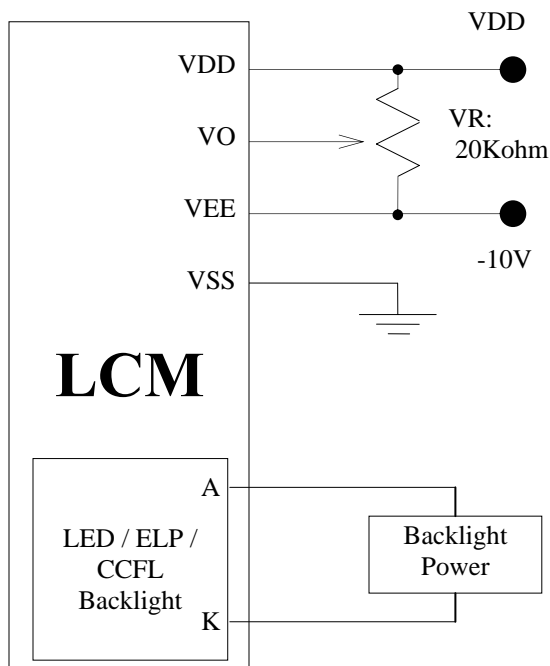 VDD
VDD
VO
VR:
20Kohm
VEE
-10V
VSS
LCM
A
LED / ELP /
CCFL
Backlight
K
Backlight
Power